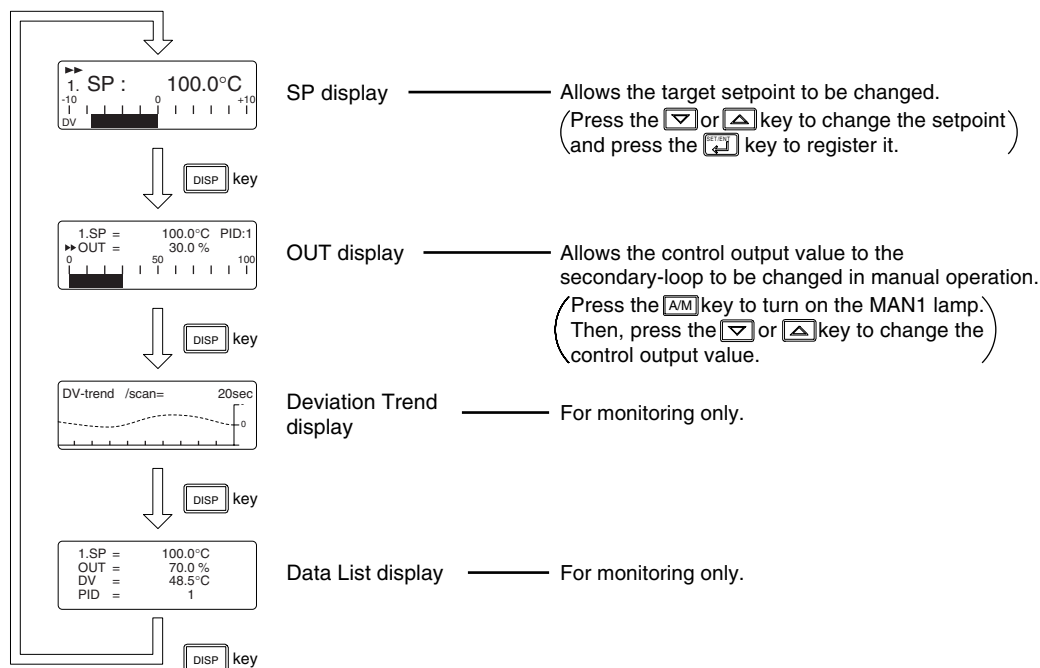 ▶▶
1. SP : 100.0°C
-10 0 +10
DV
SP display
Allows the target setpoint to be changed.
(Press the ▽ or △ key to change the setpoint
and press the SET/ENT key to register it.)
DISP key
1.SP = 100.0°C PID:1
▶▶OUT = 30.0 %
0 50 100
OUT display
Allows the control output value to the
secondary-loop to be changed in manual operation.
(Press the A/M key to turn on the MAN1 lamp.
Then, press the ▽ or △ key to change the
control output value.)
DISP key
DV-trend /scan= 20sec
-
0
Deviation Trend
display
For monitoring only.
DISP key
1.SP = 100.0°C
OUT = 70.0 %
DV = 48.5°C
PID = 1
Data List display
For monitoring only.
DISP key